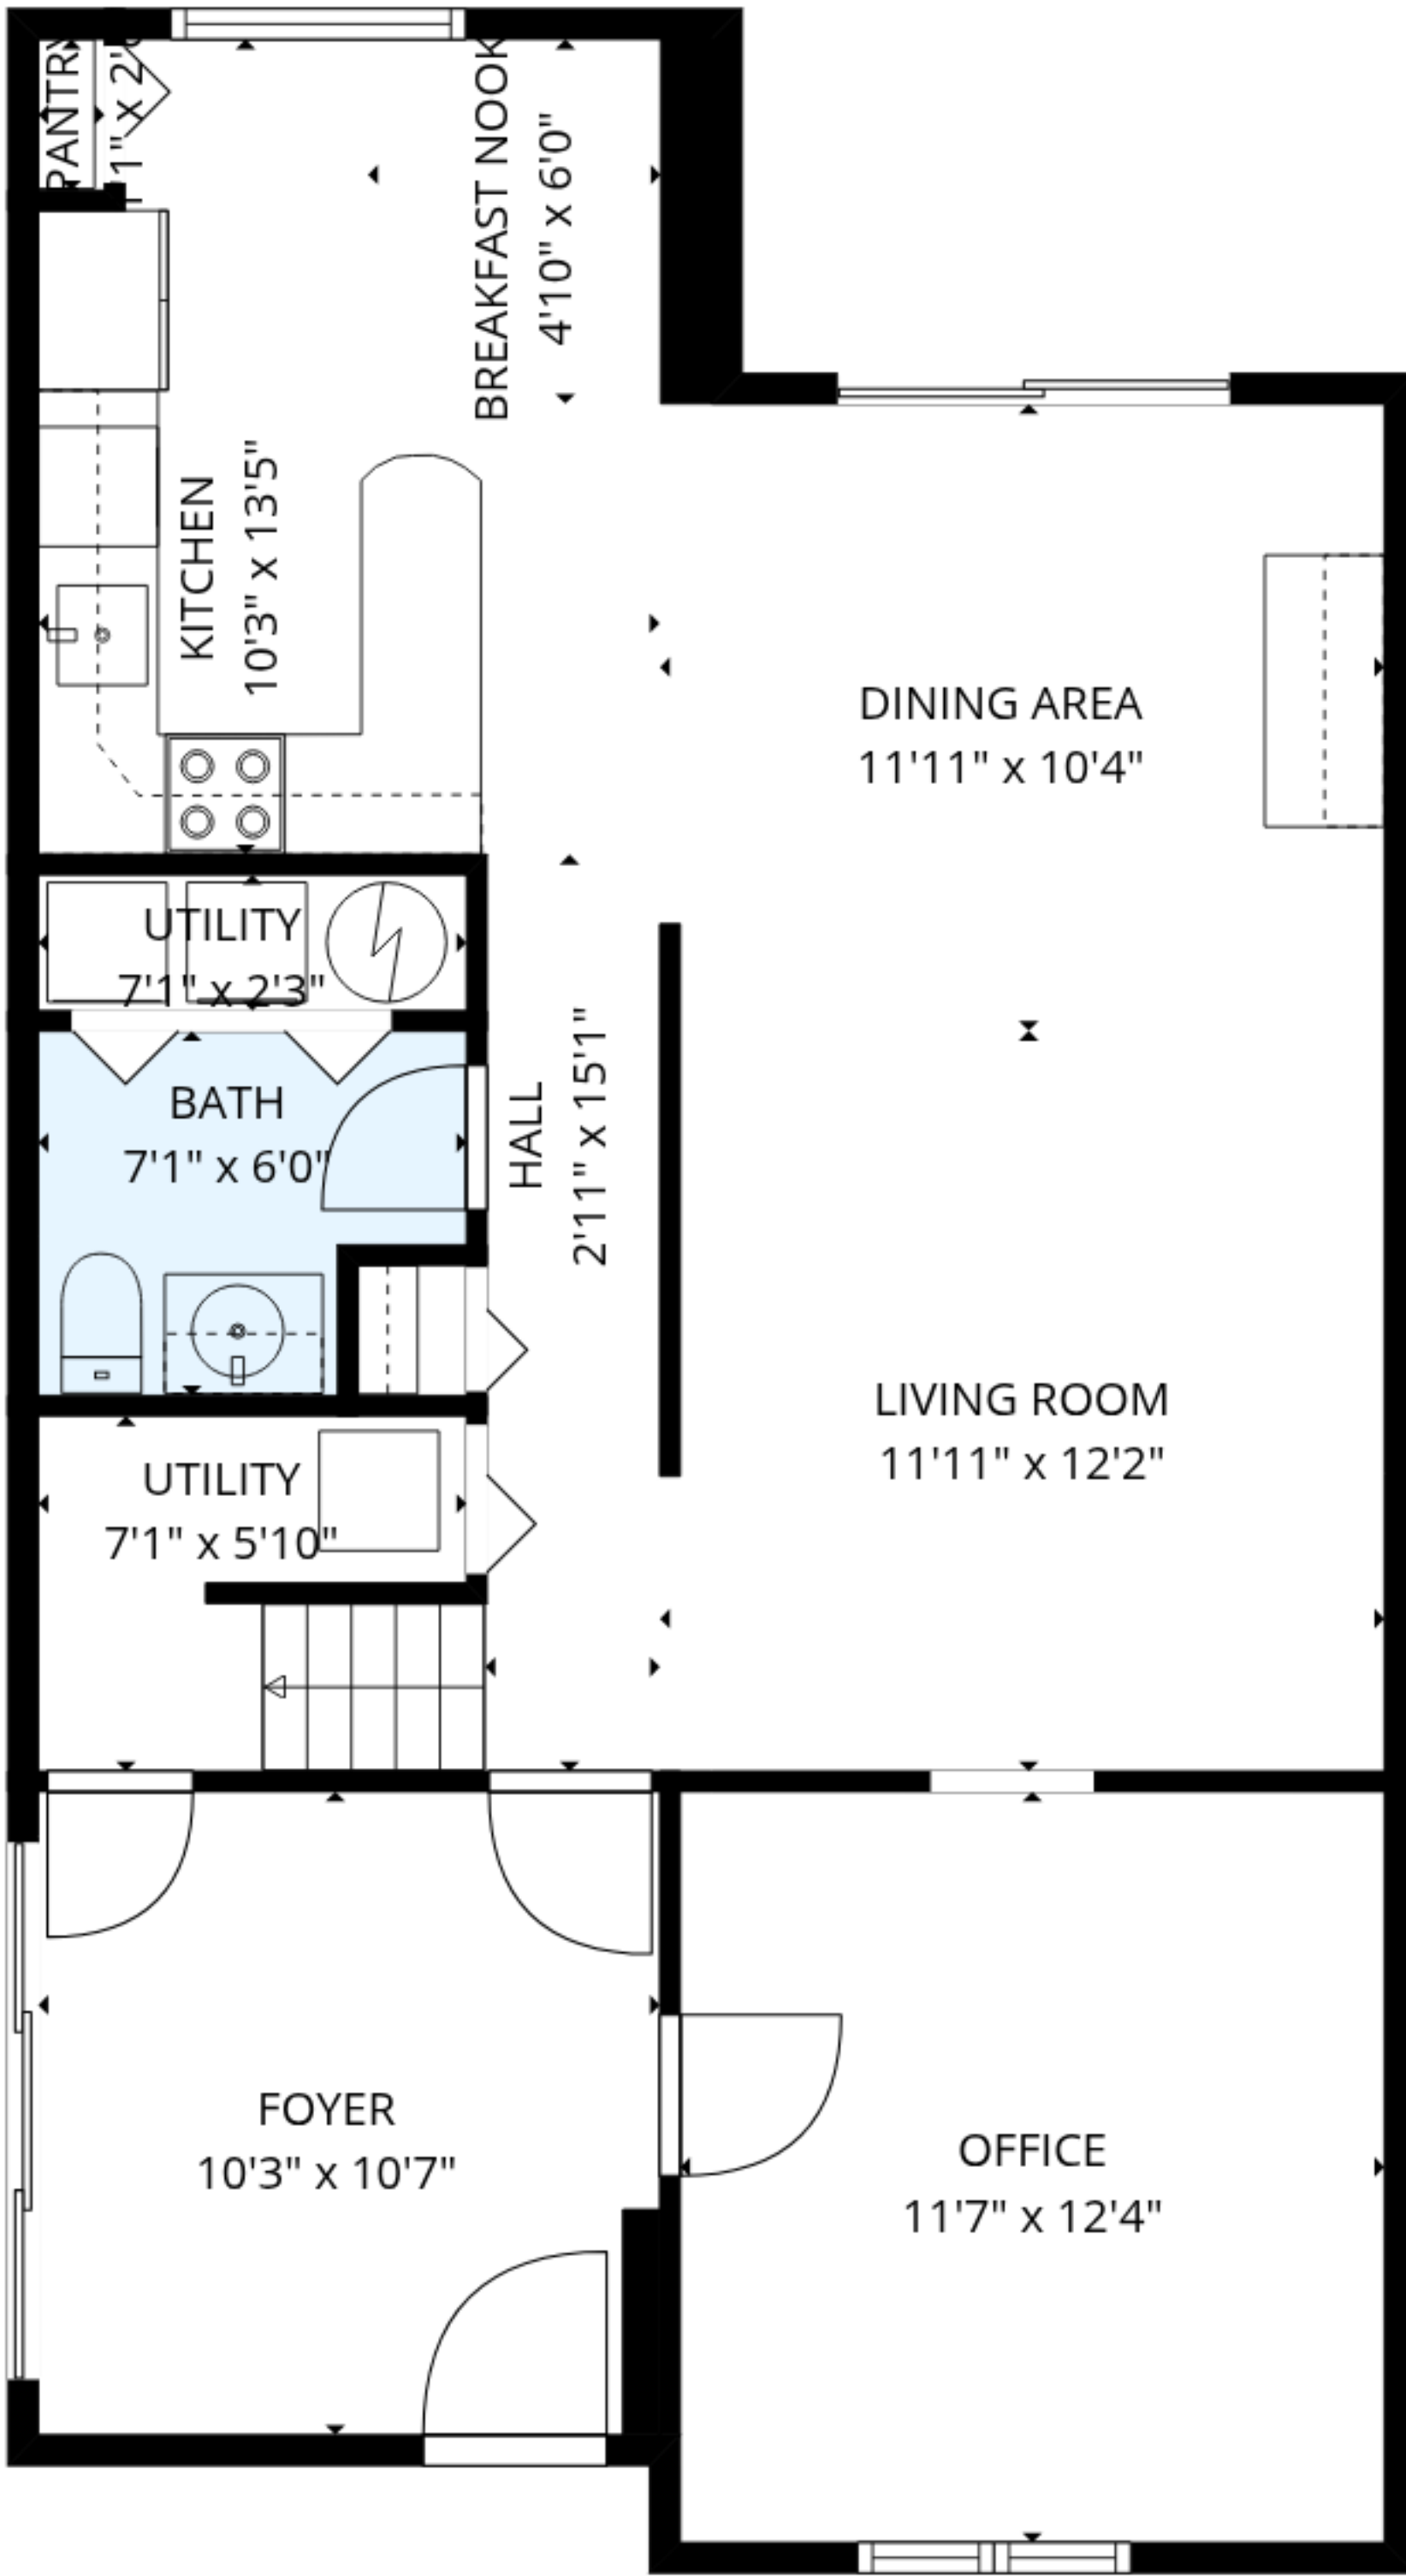 PANTRY
BREAKFAST NOOK
4'10" x 6'0"
KITCHEN
10'3" x 13'5"
DINING AREA
11'11" x 10'4"
UTILITY
7'1" x 2'3"
BATH
7'1" x 6'0"
HALL
2'11" x 15'1"
LIVING ROOM
11'11" x 12'2"
UTILITY
7'1" x 5'10"
FOYER
10'3" x 10'7"
OFFICE
11'7" x 12'4"